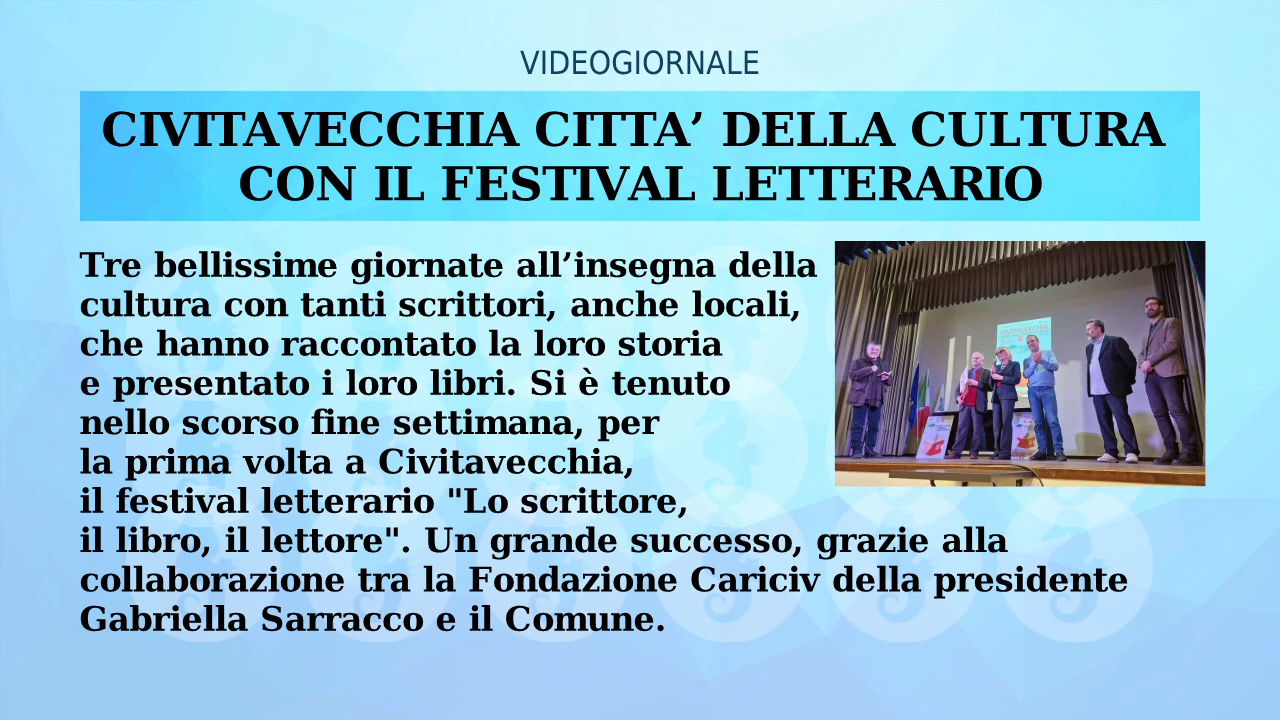 VIDEOGIORNALE
CIVITAVECCHIA CITTA’ DELLA CULTURA
CON IL FESTIVAL LETTERARIO
Tre bellissime giornate all’insegna della
cultura con tanti scrittori, anche locali,
che hanno raccontato la loro storia
e presentato i loro libri. Si è tenuto
nello scorso fine settimana, per
la prima volta a Civitavecchia,
il festival letterario "Lo scrittore,
il libro, il lettore". Un grande successo, grazie alla
collaborazione tra la Fondazione Cariciv della presidente
Gabriella Sarracco e il Comune.
CIVITAVECCHIA